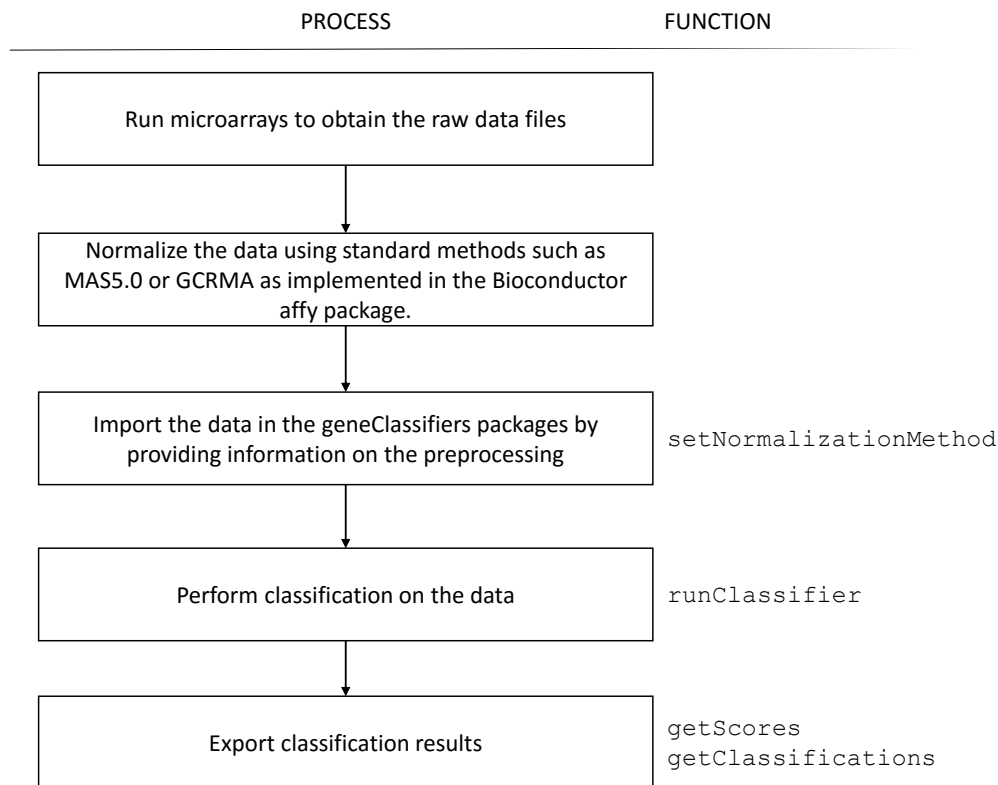 PROCESS FUNCTION
Run microarrays to obtain the raw data files
Normalize the data using standard methods such as
MAS5.0 or GCRMA as implemented in the Bioconductor
affy package.
Import the data in the geneClassifiers packages by
providing information on the preprocessing
setNormalizationMethod
Perform classification on the data
runClassifier
Export classification results
getScores
getClassifications